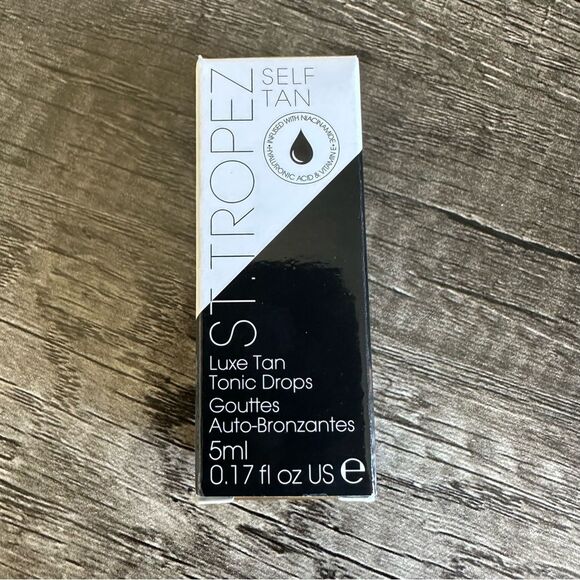 ST. TROPEZ
SELF
TAN
INFUSED WITH NIACINAMIDE •
HYALURONIC ACID & VITAMIN E •
Luxe Tan
Tonic Drops
Gouttes
Auto-Bronzantes
5ml
0.17 fl oz US ℮